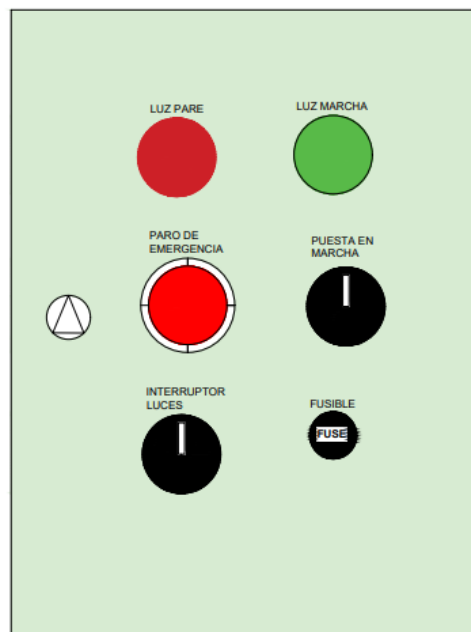 LUZ PARE
LUZ MARCHA
PARO DE
EMERGENCIA
PUESTA EN
MARCHA
INTERRUPTOR
LUCES
FUSIBLE
FUSE